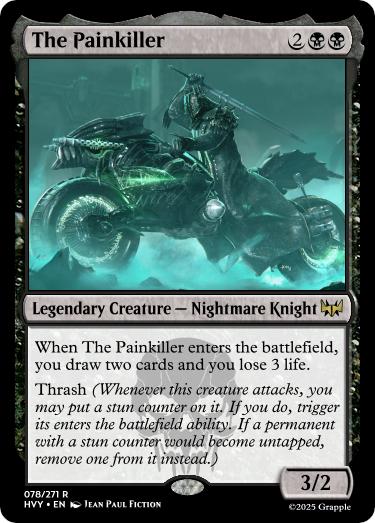 The Painkiller 2
Legendary Creature — Nightmare Knight
When The Painkiller enters the battlefield,
you draw two cards and you lose 3 life.
Thrash (Whenever this creature attacks, you
may put a stun counter on it. If you do, trigger
its enters the battlefield ability. If a permanent
with a stun counter would become untapped,
remove one from it instead.)
3/2
078/271 R
HVY • EN Jean Paul Fiction
©2025 Grapple